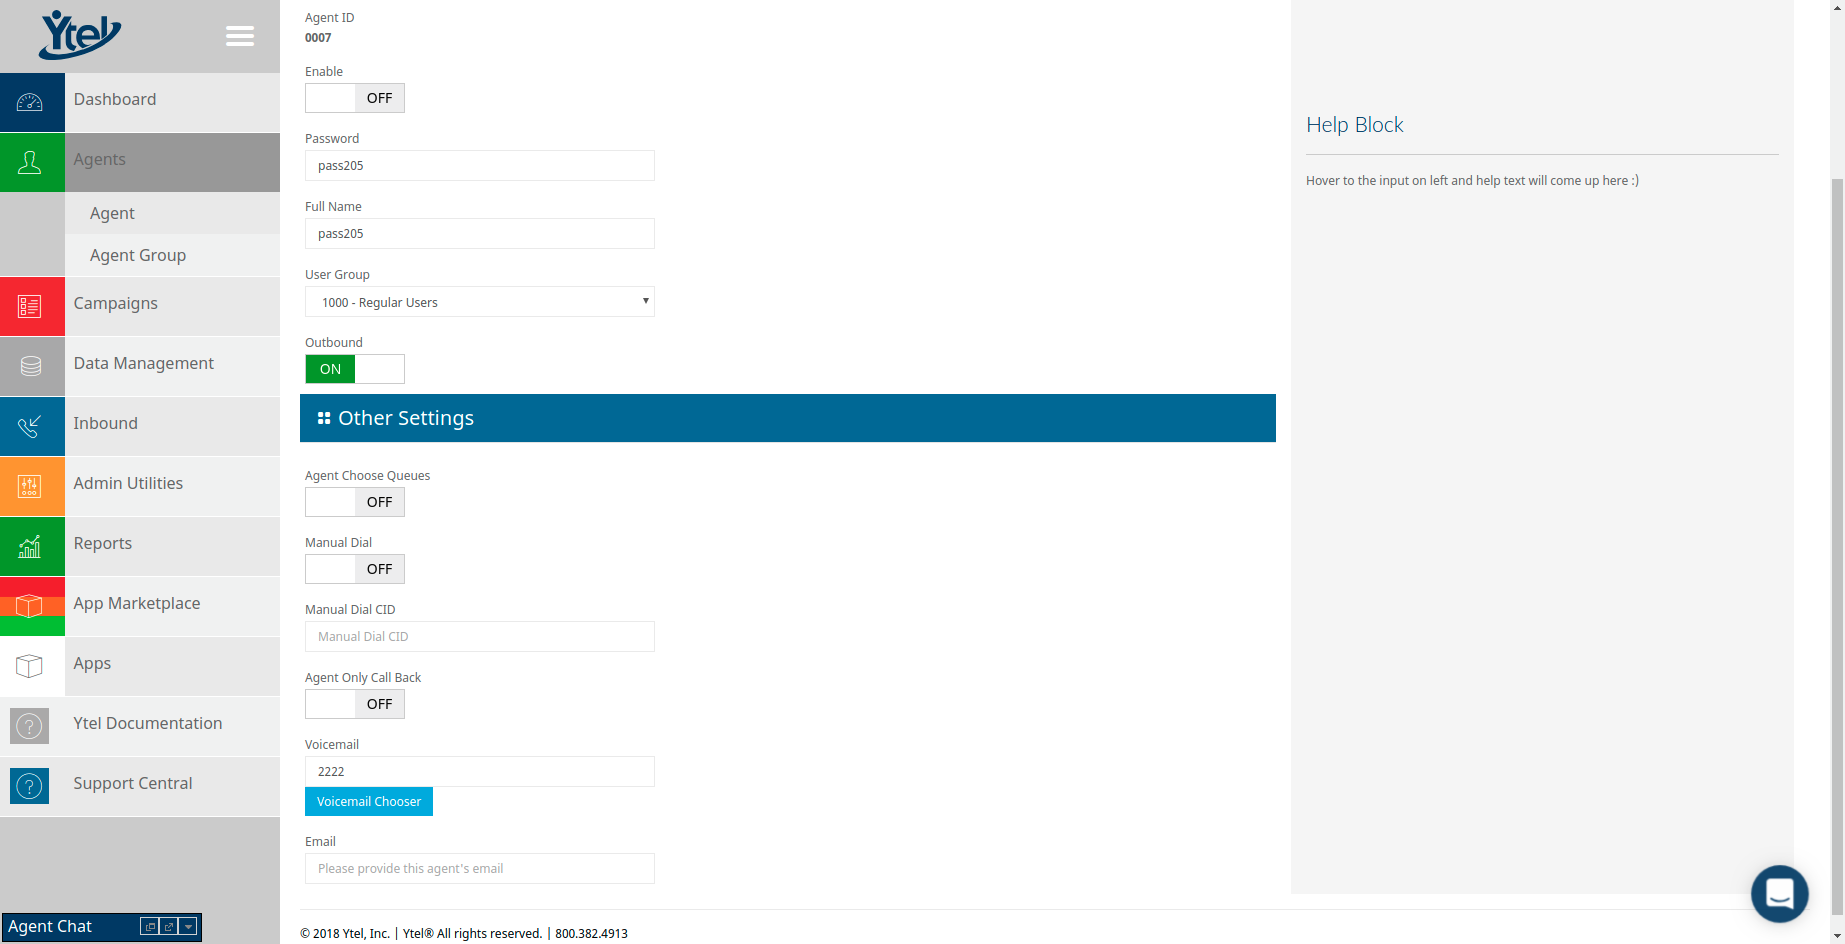 Ytel
Dashboard
Agents
Agent
Agent Group
Campaigns
Data Management
Inbound
Admin Utilities
Reports
App Marketplace
Apps
? Ytel Documentation
? Support Central
Agent Chat
Agent ID
0007
Enable
OFF
Password
pass205
Full Name
pass205
User Group
1000 - Regular Users
Outbound
ON
Other Settings
Agent Choose Queues
OFF
Manual Dial
OFF
Manual Dial CID
Manual Dial CID
Agent Only Call Back
OFF
Voicemail
2222
Voicemail Chooser
Email
Please provide this agent's email
© 2018 Ytel, Inc. | Ytel® All rights reserved. | 800.382.4913
Help Block
Hover to the input on left and help text will come up here :)